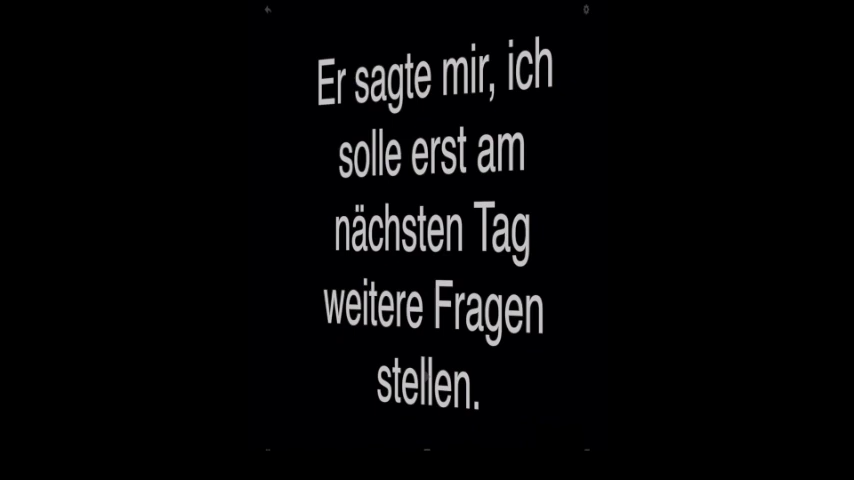 Er sagte mir, ich
solle erst am
nächsten Tag
weitere Fragen
stellen.